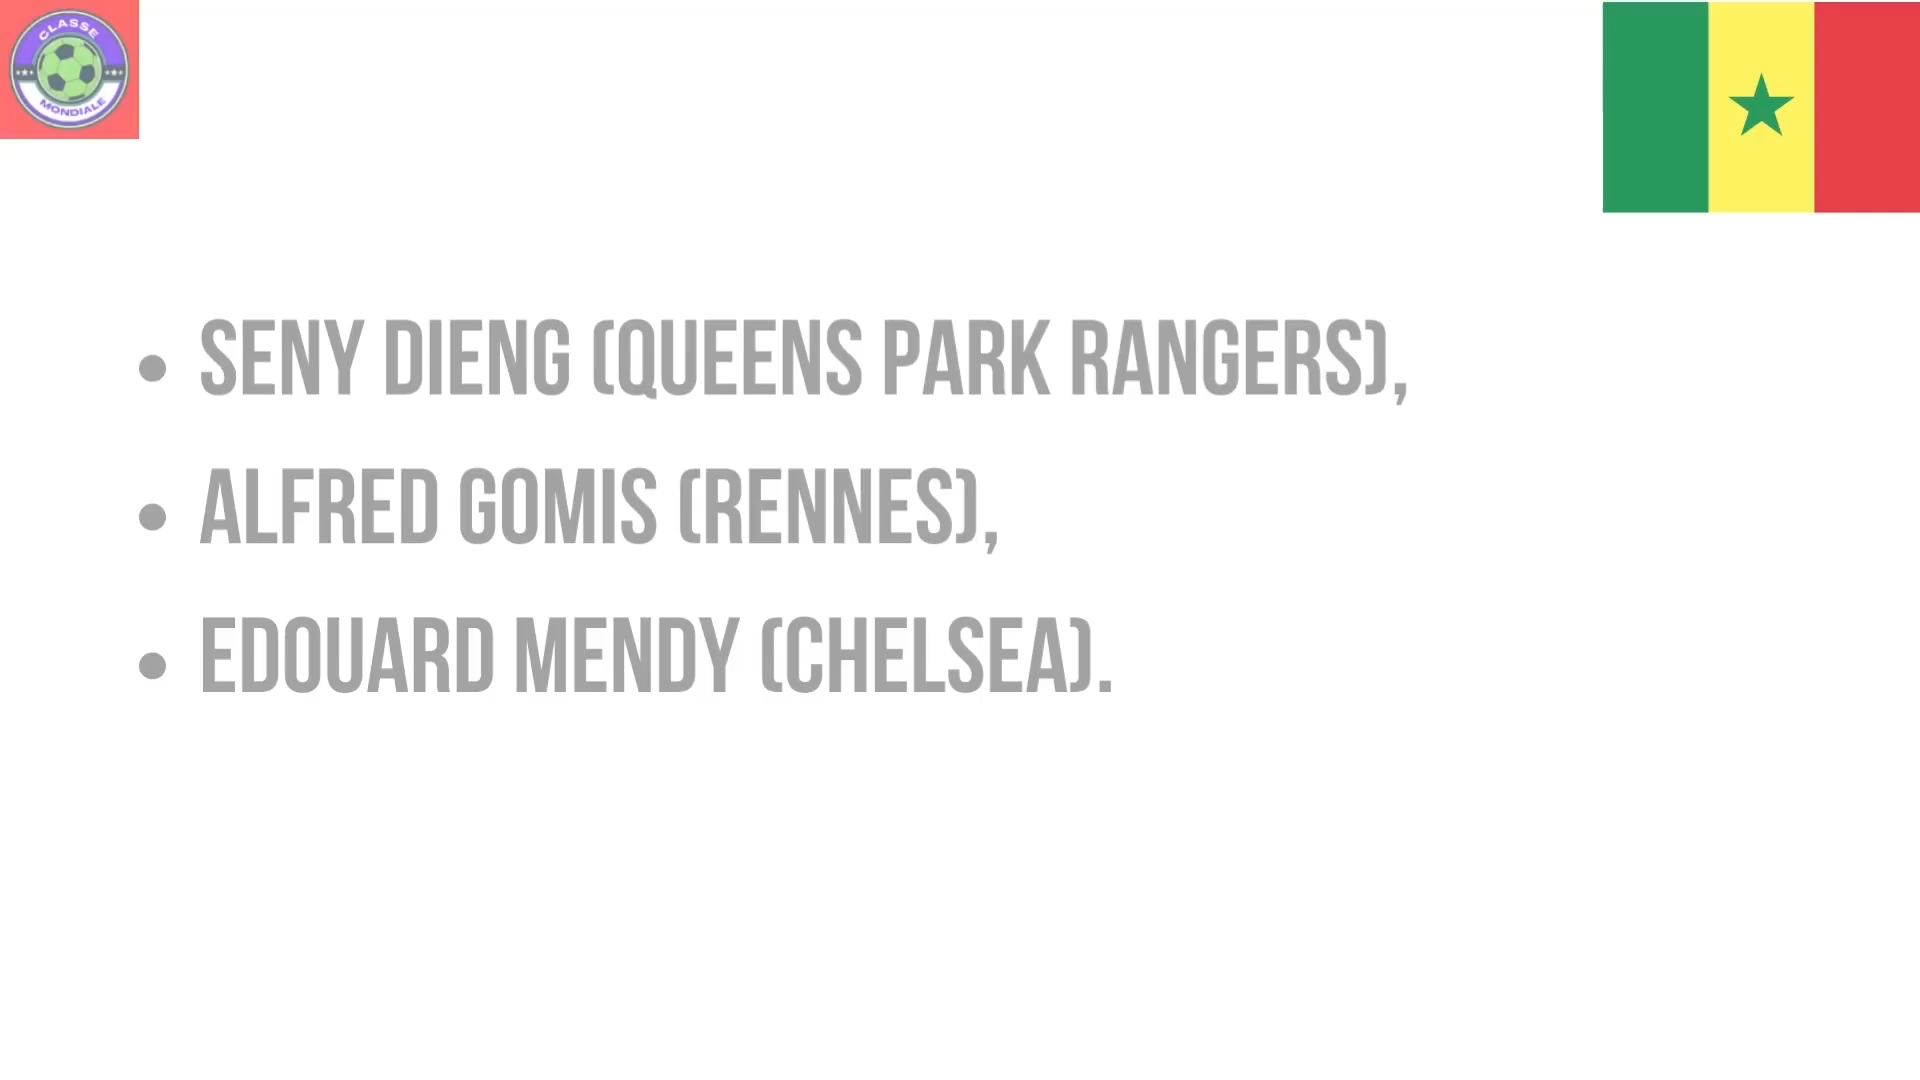 CLASSE
MONDIALE
• SENY DIENG (QUEENS PARK RANGERS),
• ALFRED GOMIS (RENNES),
• EDOUARD MENDY (CHELSEA).